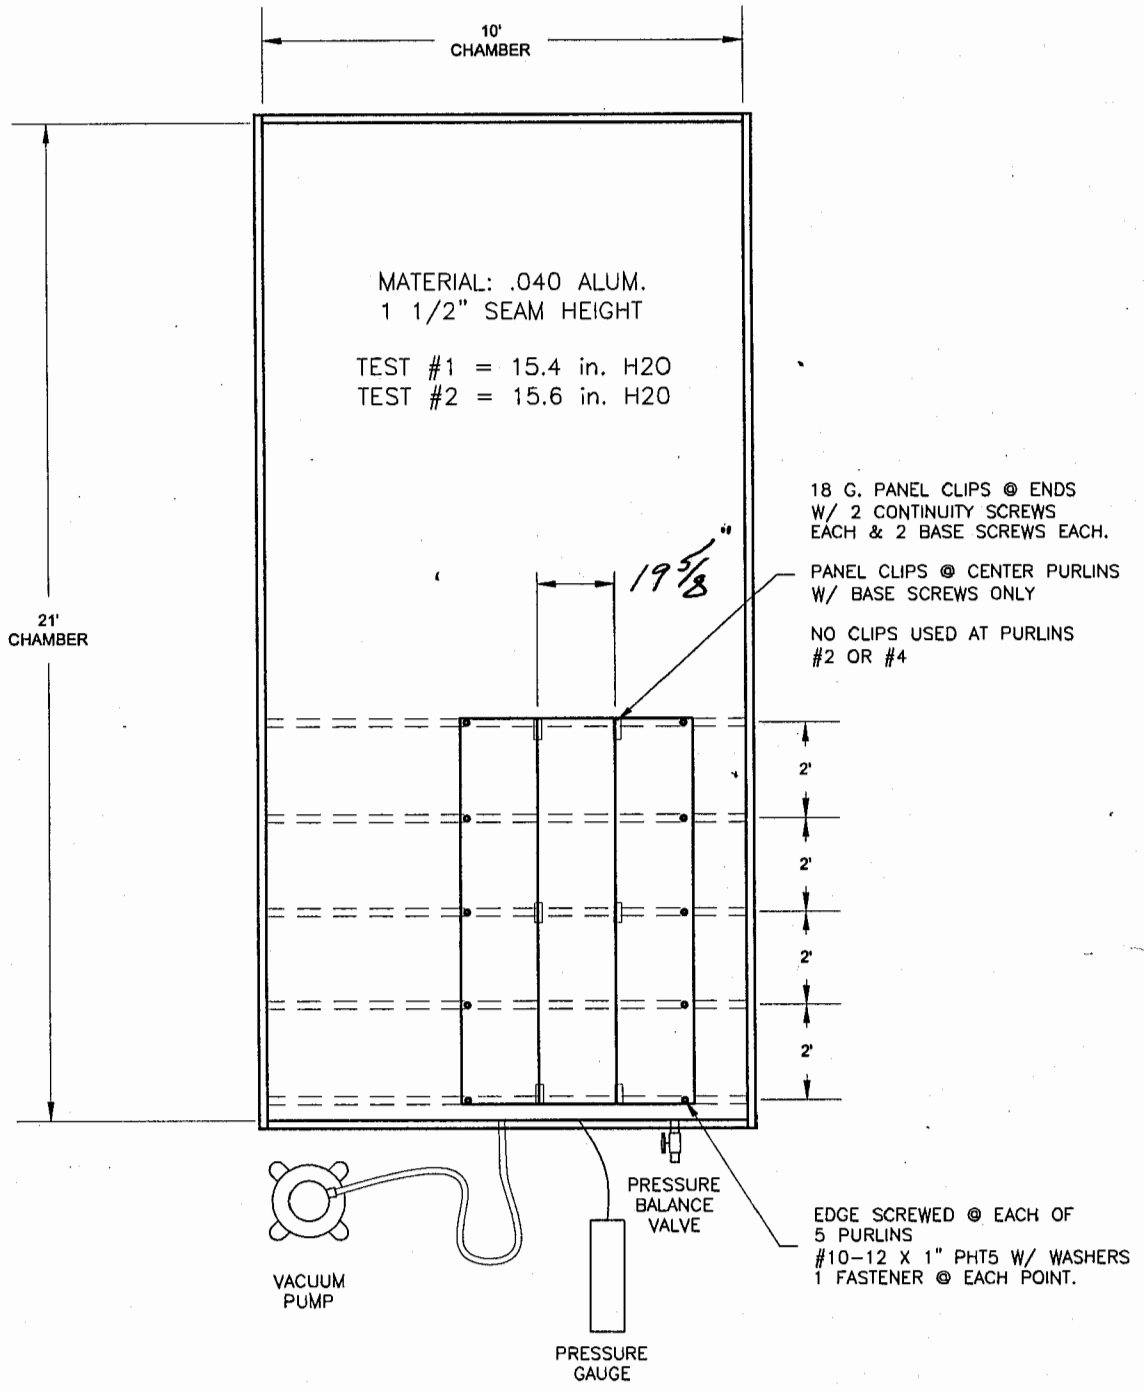 10'
CHAMBER
MATERIAL: .040 ALUM.
1 1/2" SEAM HEIGHT
TEST #1 = 15.4 in. H2O
TEST #2 = 15.6 in. H20
18 G. PANEL CLIPS @ ENDS
W/ 2 CONTINUITY SCREWS
EACH & 2 BASE SCREWS EACH.
19 5/8"
PANEL CLIPS @ CENTER PURLINS
W/ BASE SCREWS ONLY
21'
CHAMBER
NO CLIPS USED AT PURLINS
#2 OR #4
2'
2'
2'
2'
PRESSURE
BALANCE
VALVE
EDGE SCREWED @ EACH OF
5 PURLINS
#10-12 X 1" PHT5 W/ WASHERS
1 FASTENER @ EACH POINT.
VACUUM
PUMP
PRESSURE
GAUGE